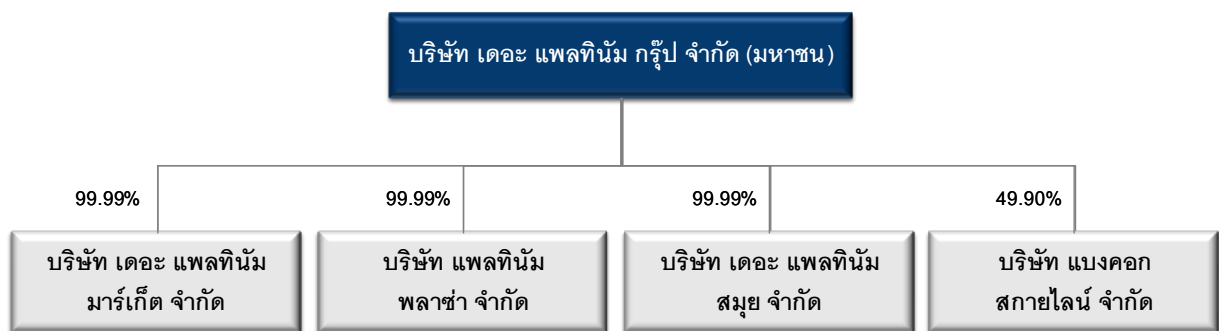 บริษัท เดอะ แพลทินัม กรุ๊ป จำกัด (มหาชน)
99.99%
99.99%
99.99%
49.90%
บริษัท เดอะ แพลทินัม
มาร์เก็ต จำกัด
บริษัท แพลทินัม
พลาซ่า จำกัด
บริษัท เดอะ แพลทินัม
สมุย จำกัด
บริษัท แบงคอก
สกายไลน์ จำกัด